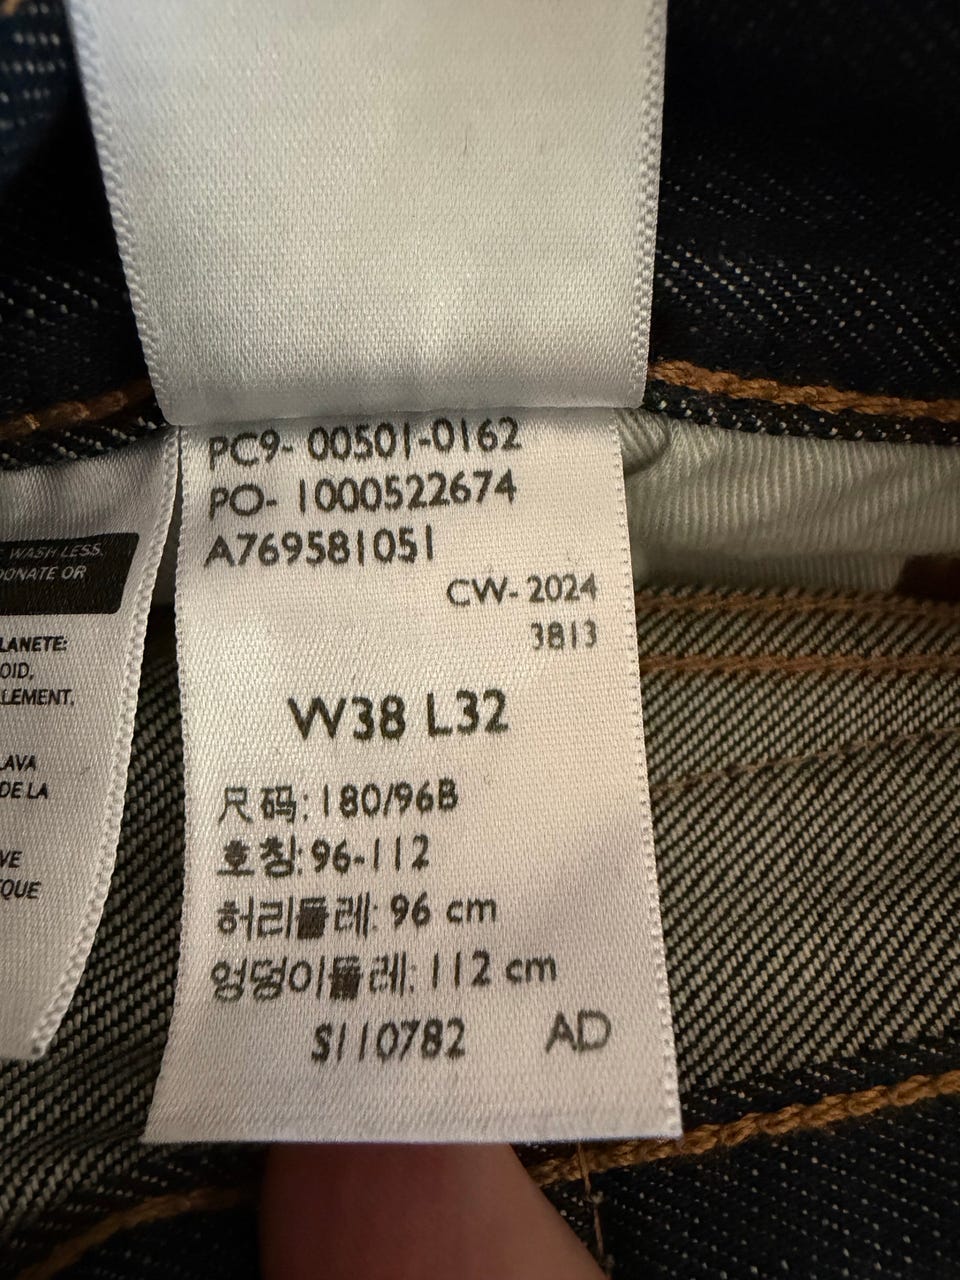 PC9- 00501-0162
PO- 1000522674
A769581051
CW- 2024
3813
W38 L32
尺码: 180/96B
호칭: 96-112
허리둘레: 96 cm
엉덩이둘레: 112 cm
S110782 AD
WASH LESS,
DONATE OR
LANETE:
OID,
LEMENT,
LAVA
DE LA
VE
QUE